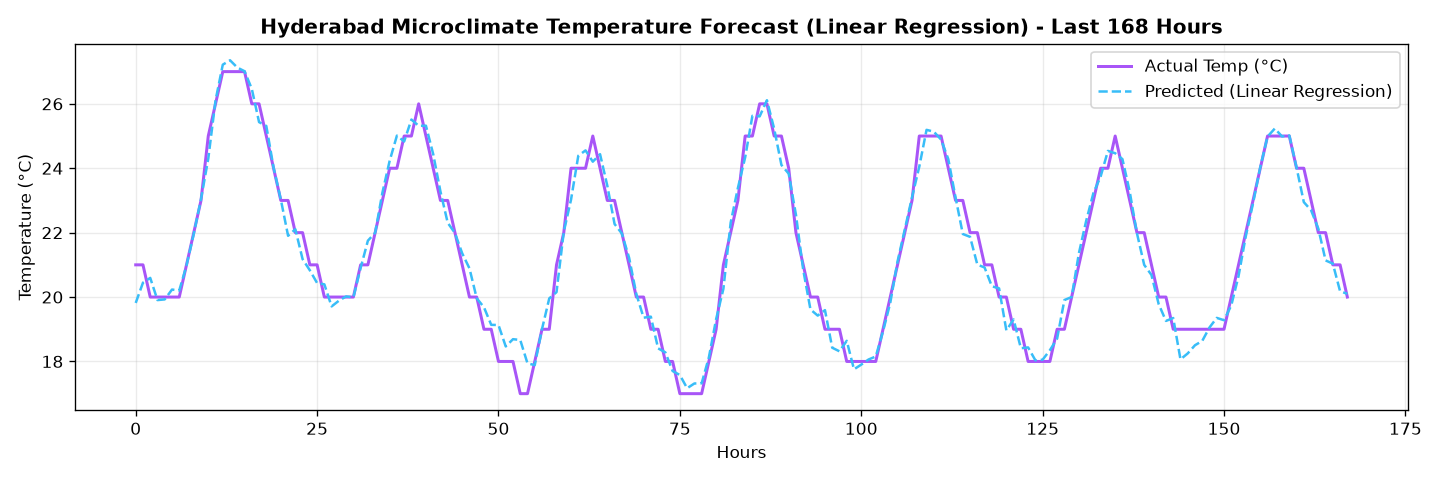 Hyderabad Microclimate Temperature Forecast (Linear Regression) - Last 168 Hours
Actual Temp (°C)
Predicted (Linear Regression)
Temperature (°C)
26
24
22
20
18
0 25 50 75 100 125 150 175
Hours